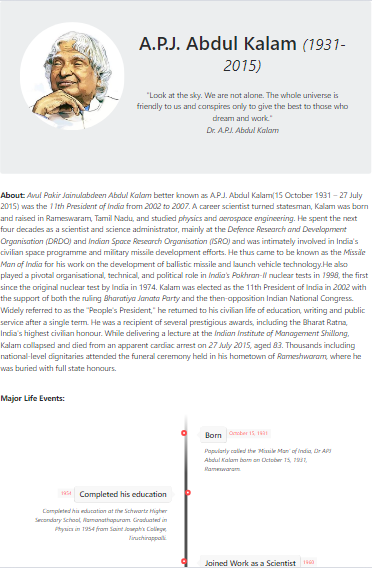 A.P.J. Abdul Kalam (1931-
2015)
"Look at the sky. We are not alone. The whole universe is
friendly to us and conspires only to give the best to those who
dream and work."
Dr. A.P.J. Abdul Kalam
About: Avul Pakir Jainulabdeen Abdul Kalam better known as A.P.J. Abdul Kalam(15 October 1931 – 27 July
2015) was the 11th President of India from 2002 to 2007. A career scientist turned statesman, Kalam was born
and raised in Rameswaram, Tamil Nadu, and studied physics and aerospace engineering. He spent the next
four decades as a scientist and science administrator, mainly at the Defence Research and Development
Organisation (DRDO) and Indian Space Research Organisation (ISRO) and was intimately involved in India's
civilian space programme and military missile development efforts. He thus came to be known as the Missile
Man of India for his work on the development of ballistic missile and launch vehicle technology.He also
played a pivotal organisational, technical, and political role in India's Pokhran-II nuclear tests in 1998, the first
since the original nuclear test by India in 1974. Kalam was elected as the 11th President of India in 2002 with
the support of both the ruling Bharatiya Janata Party and the then-opposition Indian National Congress.
Widely referred to as the "People's President," he returned to his civilian life of education, writing and public
service after a single term. He was a recipient of several prestigious awards, including the Bharat Ratna,
India's highest civilian honour. While delivering a lecture at the Indian Institute of Management Shillong,
Kalam collapsed and died from an apparent cardiac arrest on 27 July 2015, aged 83. Thousands including
national-level dignitaries attended the funeral ceremony held in his hometown of Rameshwaram, where he
was buried with full state honours.
Major Life Events:
Born October 15, 1931
Popularly called the 'Missile Man' of India, Dr APJ
Abdul Kalam born on October 15, 1931,
Rameswaram.
1954 Completed his education
Completed his education at the Schwartz Higher
Secondary School, Ramanathapuram. Graduated in
Physics in 1954 from Saint Joseph's College,
Tiruchirappalli.
Joined Work as a Scientist 1960